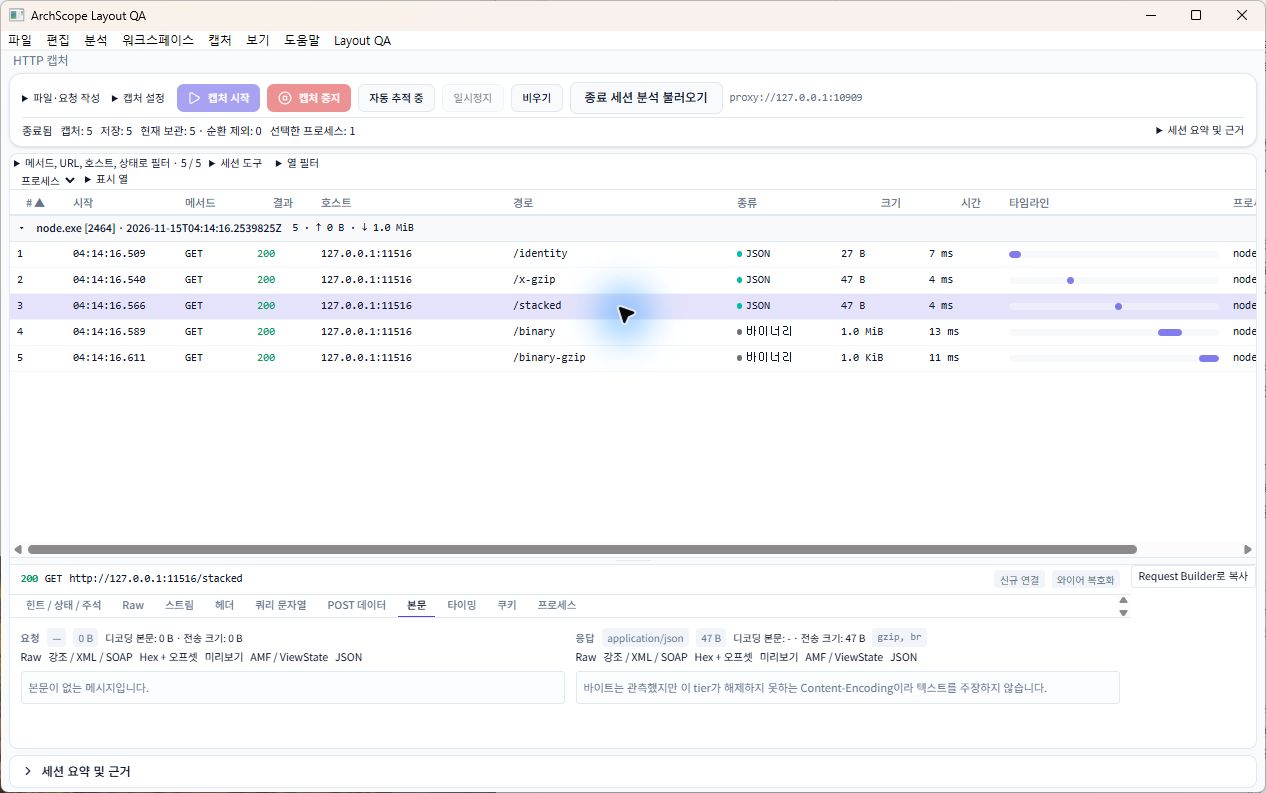 ArchScope Layout QA
파일 편집 분석 워크스페이스 캡처 보기 도움말 Layout QA
HTTP 캡처
▶ 파일·요청 작성 ▶ 캡처 설정 캡처 시작 캡처 중지 자동 추적 중 일시정지 비우기 종료 세션 분석 불러오기 proxy://127.0.0.1:10909
종료됨 캡처: 5 저장: 5 현재 보관: 5 · 순환 제외: 0 선택한 프로세스: 1 ▶ 세션 요약 및 근거
▶ 메서드, URL, 호스트, 상태로 필터 · 5 / 5 ▶ 세션 도구 ▶ 열 필터
프로세스 ▶ 표시 열
# ▲ 시작 메서드 결과 호스트 경로 종류 크기 시간 타임라인 프로
node.exe [2464] · 2026-11-15T04:14:16.2539825Z 5 · ↑ 0 B · ↓ 1.0 MiB
1 04:14:16.509 GET 200 127.0.0.1:11516 /identity JSON 27 B 7 ms node
2 04:14:16.540 GET 200 127.0.0.1:11516 /x-gzip JSON 47 B 4 ms node
3 04:14:16.566 GET 200 127.0.0.1:11516 /stacked JSON 47 B 4 ms node
4 04:14:16.589 GET 200 127.0.0.1:11516 /binary 바이너리 1.0 MiB 13 ms node
5 04:14:16.611 GET 200 127.0.0.1:11516 /binary-gzip 바이너리 1.0 KiB 11 ms node
200 GET http://127.0.0.1:11516/stacked 신규 연결 와이어 복호화 Request Builder로 복사
힌트 / 상태 / 주석 Raw 스트림 헤더 쿼리 문자열 POST 데이터 본문 타이밍 쿠키 프로세스
요청 — 0 B 디코딩 본문: 0 B · 전송 크기: 0 B
Raw 강조 / XML / SOAP Hex + 오프셋 미리보기 AMF / ViewState JSON
본문이 없는 메시지입니다.
응답 application/json 47 B 디코딩 본문: - · 전송 크기: 47 B gzip, br
Raw 강조 / XML / SOAP Hex + 오프셋 미리보기 AMF / ViewState JSON
바이트는 관측했지만 이 tier가 해제하지 못하는 Content-Encoding이라 텍스트를 주장하지 않습니다.
세션 요약 및 근거